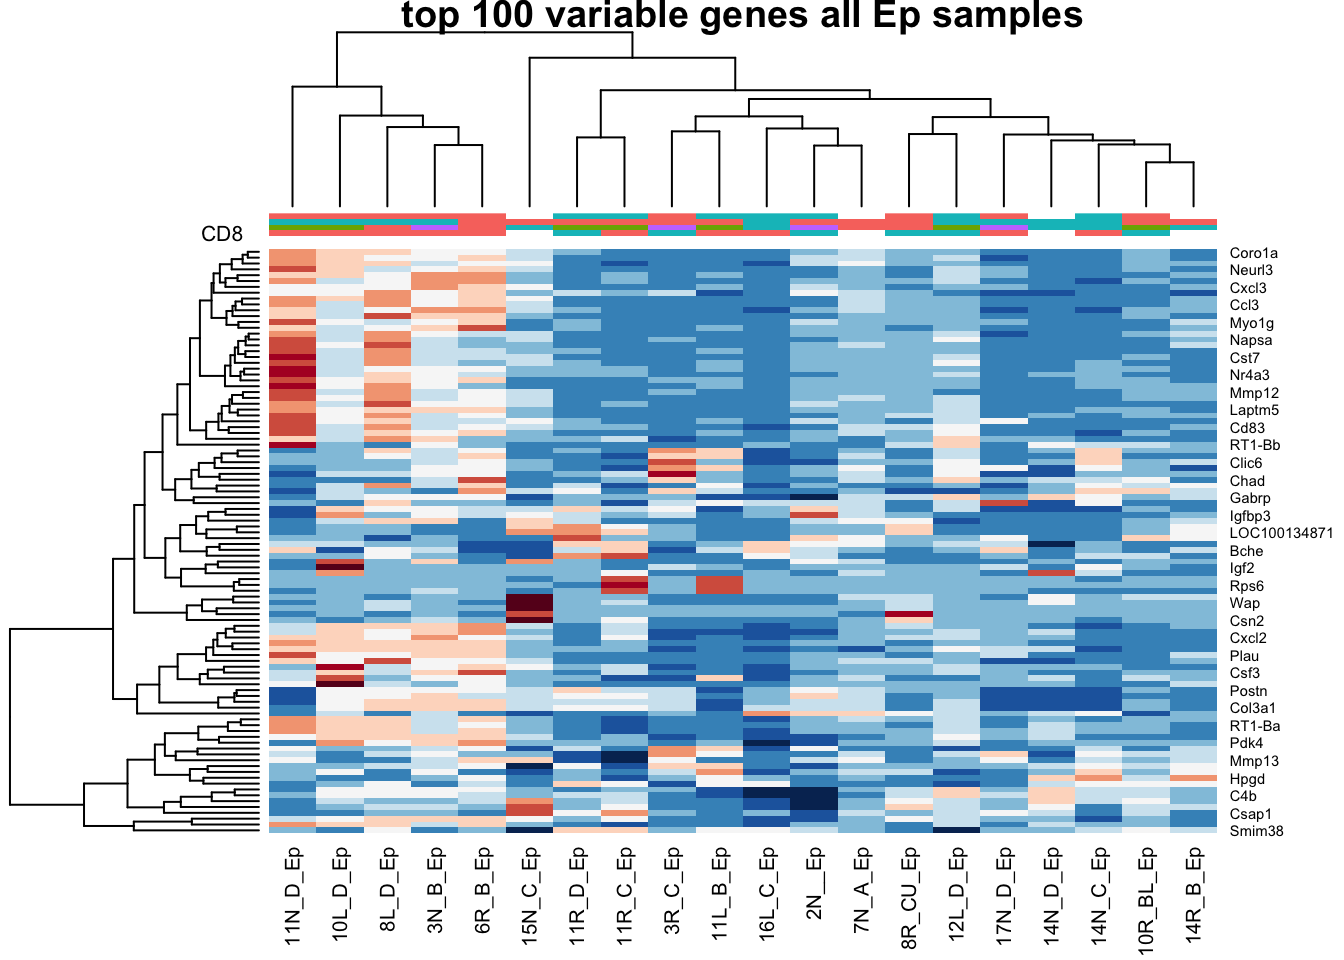 top 100 variable genes all Ep samples
CD8
Coro1a
Neurl3
Cxcl3
Ccl3
Myo1g
Napsa
Cst7
Nr4a3
Mmp12
Laptm5
Cd83
RT1-Bb
Clic6
Chad
Gabrp
Igfbp3
LOC100134871
Bche
Igf2
Rps6
Wap
Csn2
Cxcl2
Plau
Csf3
Postn
Col3a1
RT1-Ba
Pdk4
Mmp13
Hpgd
C4b
Csap1
Smim38
11N_D_Ep
10L_D_Ep
8L_D_Ep
3N_B_Ep
6R_B_Ep
15N_C_Ep
11R_D_Ep
11R_C_Ep
3R_C_Ep
11L_B_Ep
16L_C_Ep
2N__Ep
7N_A_Ep
8R_CU_Ep
12L_D_Ep
17N_D_Ep
14N_D_Ep
14N_C_Ep
10R_BL_Ep
14R_B_Ep